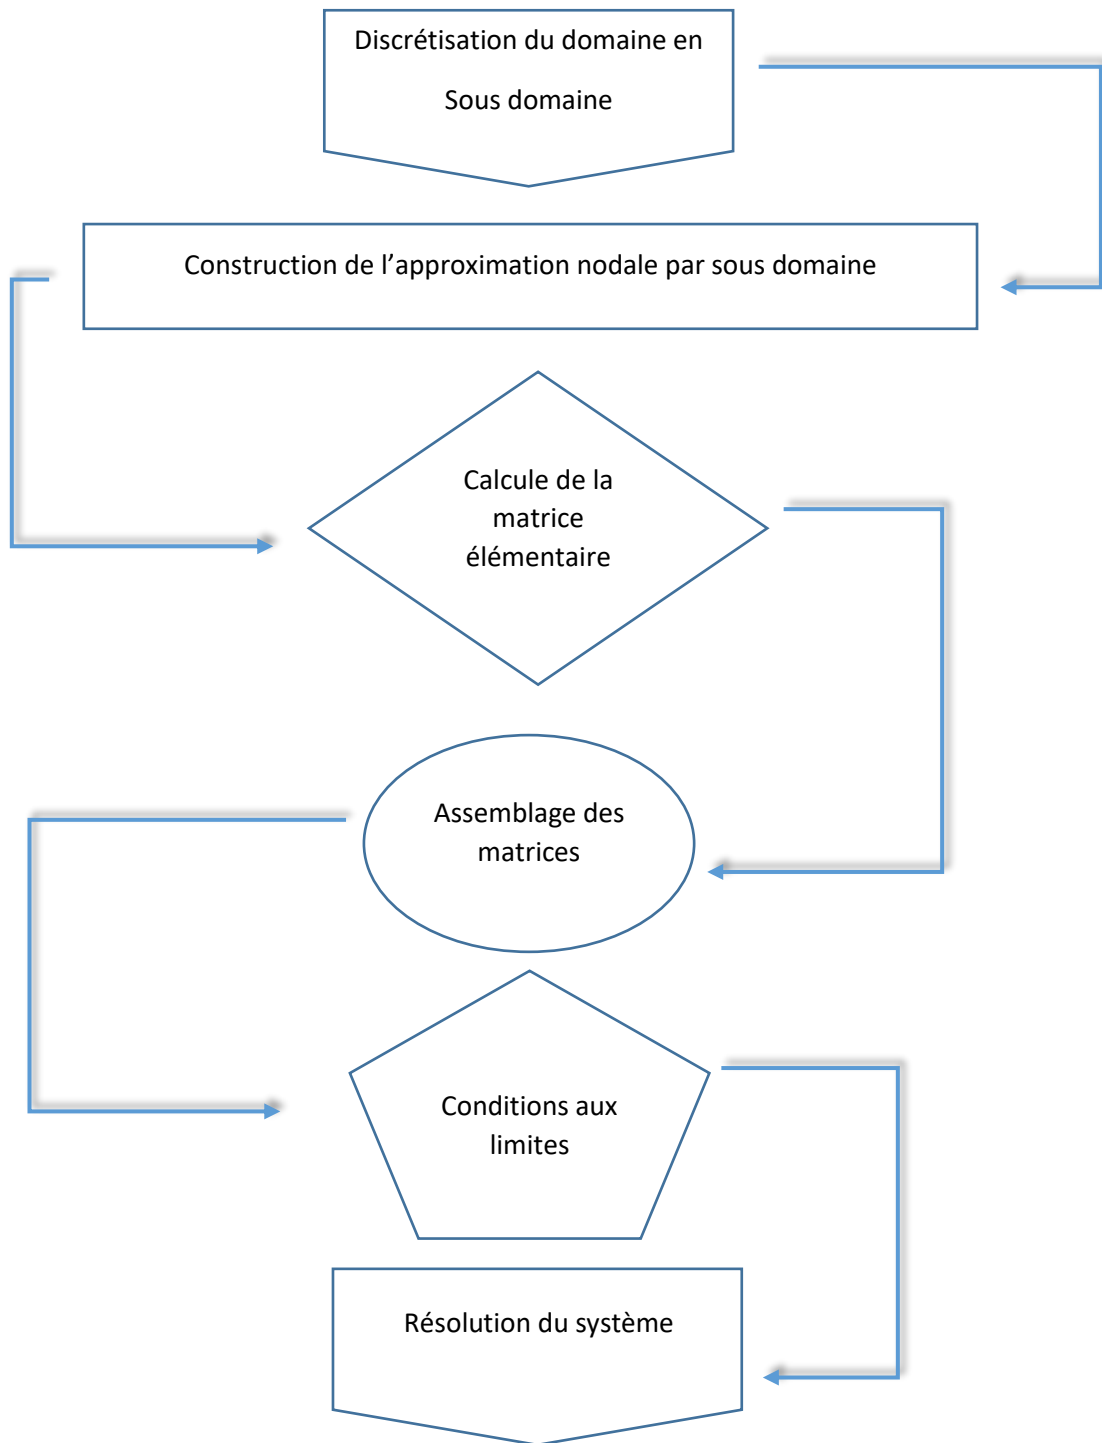 Discrétisation du domaine en
Sous domaine
Construction de l’approximation nodale par sous domaine
Calcule de la
matrice
élémentaire
Assemblage des
matrices
Conditions aux
limites
Résolution du système